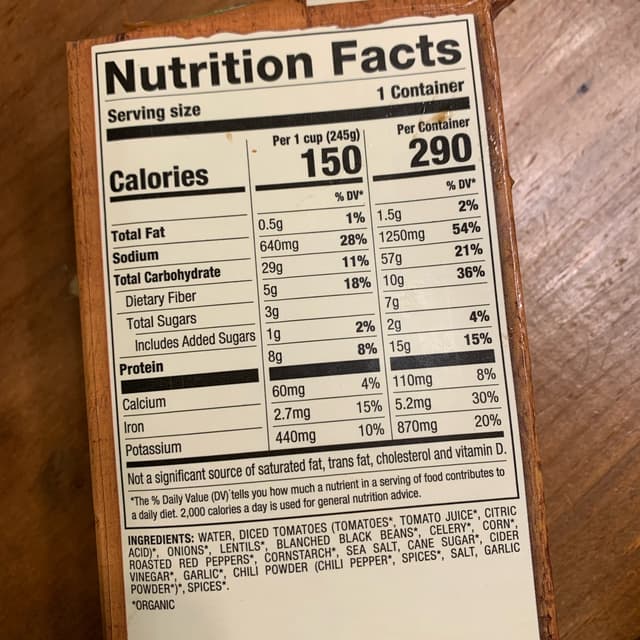 Nutrition Facts
Serving size 1 Container
Per 1 cup (245g) Per Container
Calories 150 290
% DV* % DV*
Total Fat 0.5g 1% 1.5g 2%
Sodium 640mg 28% 1250mg 54%
Total Carbohydrate 29g 11% 57g 21%
Dietary Fiber 5g 18% 10g 36%
Total Sugars 3g 7g
Includes Added Sugars 1g 2% 2g 4%
Protein 8g 8% 15g 15%
Calcium 60mg 4% 110mg 8%
Iron 2.7mg 15% 5.2mg 30%
Potassium 440mg 10% 870mg 20%
Not a significant source of saturated fat, trans fat, cholesterol and vitamin D.
*The % Daily Value (DV) tells you how much a nutrient in a serving of food contributes to
a daily diet. 2,000 calories a day is used for general nutrition advice.
INGREDIENTS: WATER, DICED TOMATOES (TOMATOES*, TOMATO JUICE*, CITRIC
ACID)*, ONIONS*, LENTILS*, BLANCHED BLACK BEANS*, CELERY*, CORN*,
ROASTED RED PEPPERS*, CORNSTARCH*, SEA SALT, CANE SUGAR*, CIDER
VINEGAR*, GARLIC*, CHILI POWDER (CHILI PEPPER*, SPICES*, SALT, GARLIC
POWDER*)*, SPICES*.
*ORGANIC